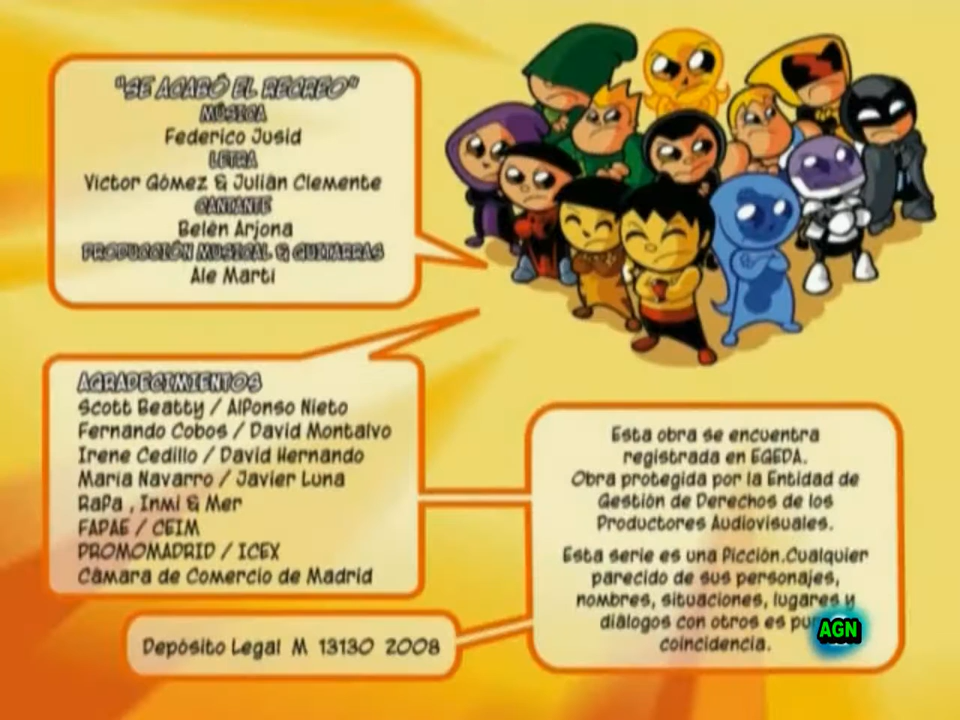 "SE ACABÓ EL RECREO"
MÚSICA
Federico Jusid
LETRA
Víctor Gómez & Julián Clemente
CANTANTE
Belén Arjona
PRODUCCIÓN MUSICAL & GUITARRAS
Ale Martí
AGRADECIMIENTOS
Scott Beatty / Alfonso Nieto
Fernando Cobos / David Montalvo
Irene Cedillo / David Hernando
María Navarro / Javier Luna
Rafa , Inmi & Mer
FAPAE / CEIM
PROMOMADRID / ICEX
Cámara de Comercio de Madrid
Depósito Legal M 13130 2008
Esta obra se encuentra
registrada en EGEDA.
Obra protegida por la Entidad de
Gestión de Derechos de los
Productores Audiovisuales.
Esta serie es una ficción.Cualquier
parecido de sus personajes,
nombres, situaciones, lugares y
diálogos con otros es
coincidencia.
AGN